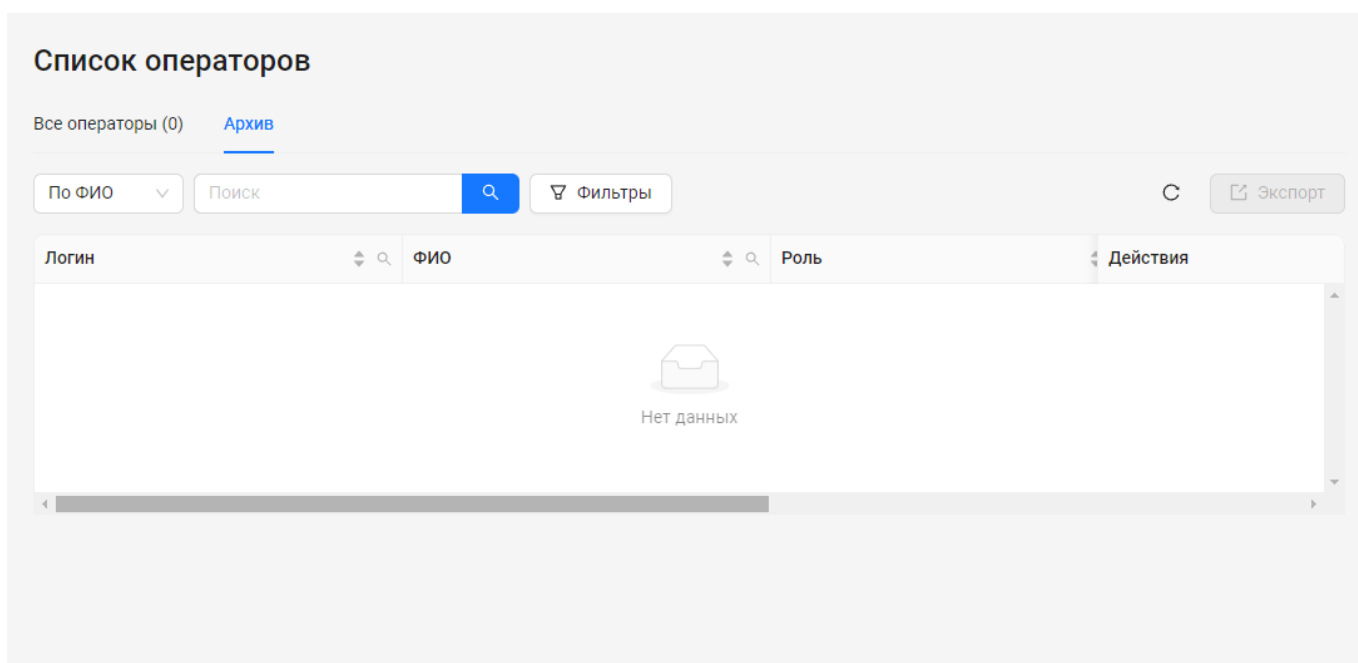 Список операторов
Все операторы (0) Архив
По ФИО Поиск Фильтры Экспорт
Логин ФИО Роль Действия
Нет данных